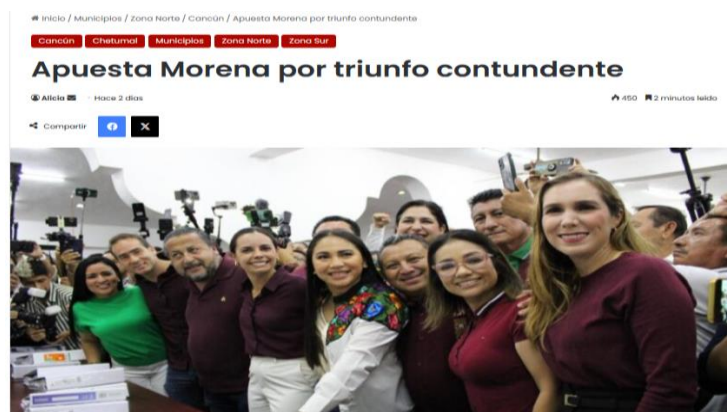 Inicio / Municipios / Zona Norte / Cancún / Apuesta Morena por triunfo contundente
Cancún Chetumal Municipios Zona Norte Zona Sur
Apuesta Morena por triunfo contundente
Alicia Hace 2 días 450 2 minutos leído
Compartir